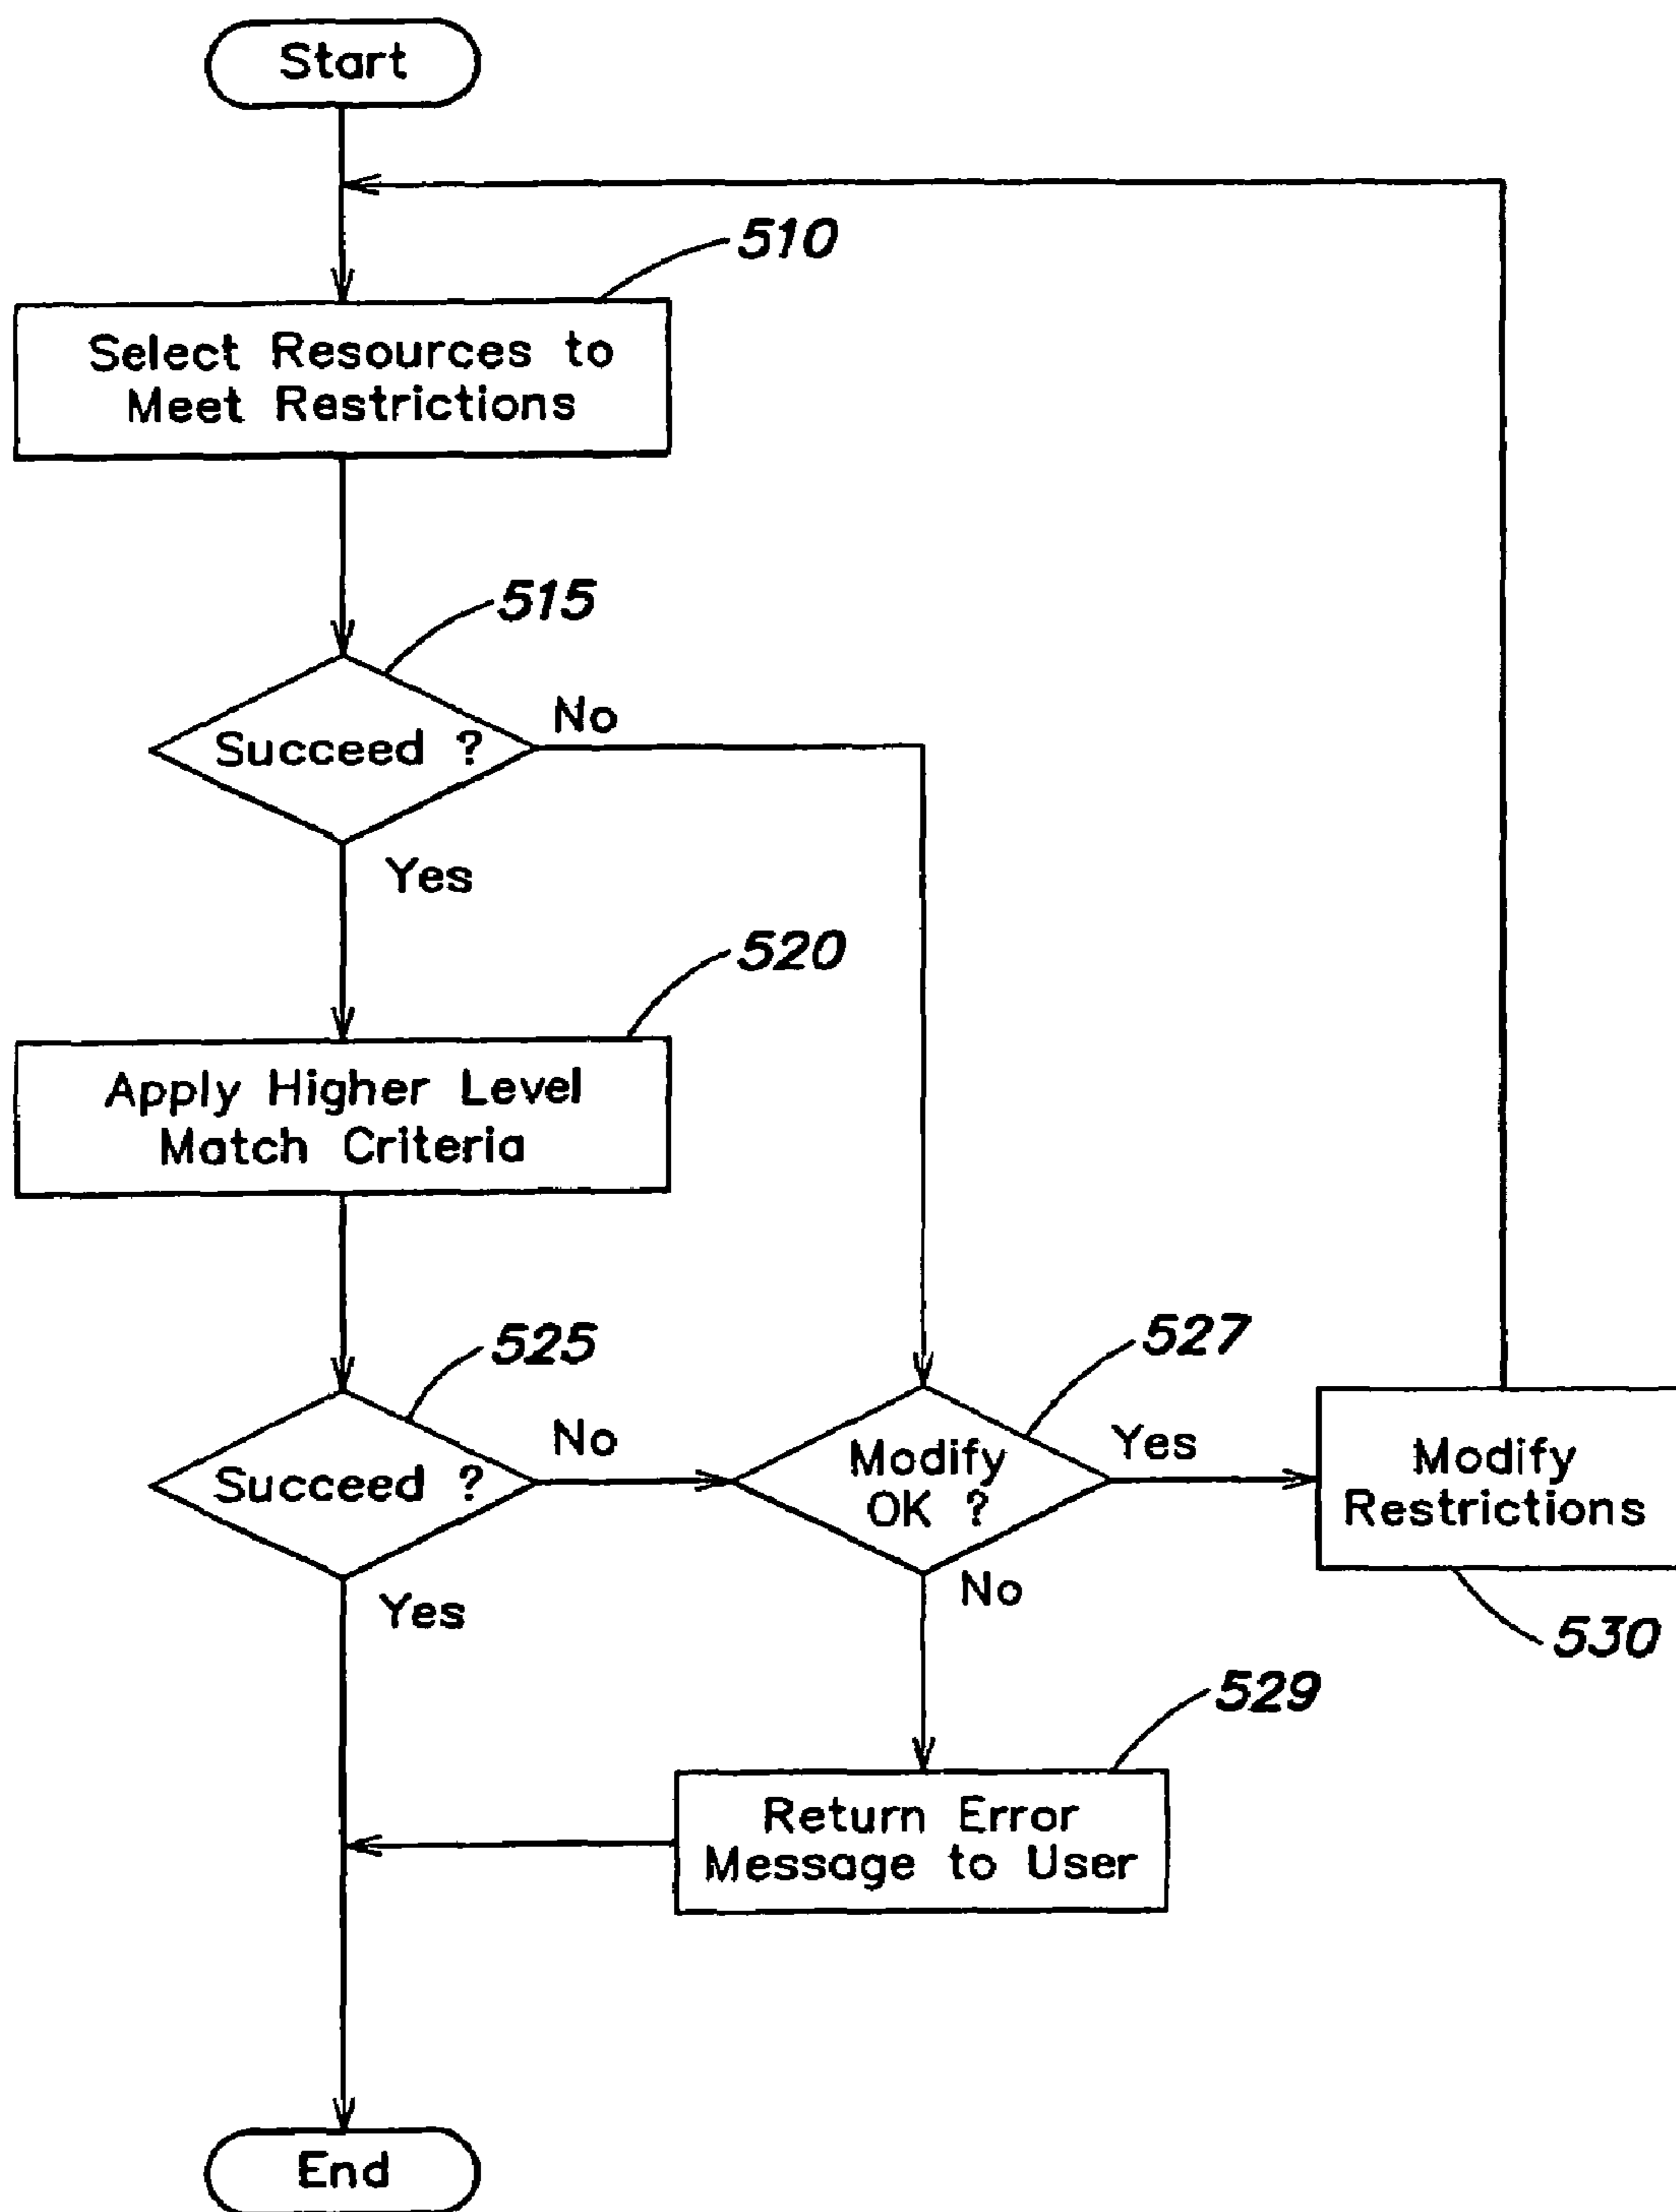 Start
510
Select Resources to
Meet Restrictions
515
Succeed ?
No
Yes
520
Apply Higher Level
Match Criteria
525
Succeed ?
No
Yes
527
Modify
OK ?
Yes
No
Modify
Restrictions
530
529
Return Error
Message to User
End